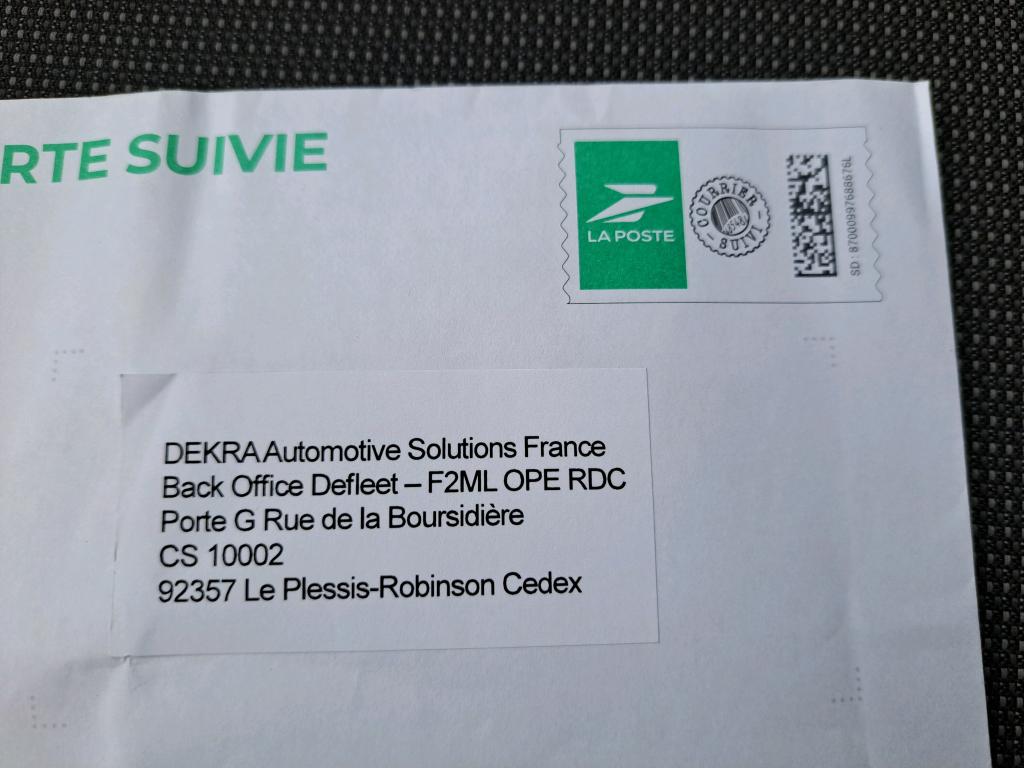 RTE SUIVIE
LA POSTE
COURRIER
SUIVI
SD : 87000997688676L
DEKRA Automotive Solutions France
Back Office Defleet – F2ML OPE RDC
Porte G Rue de la Boursidière
CS 10002
92357 Le Plessis-Robinson Cedex